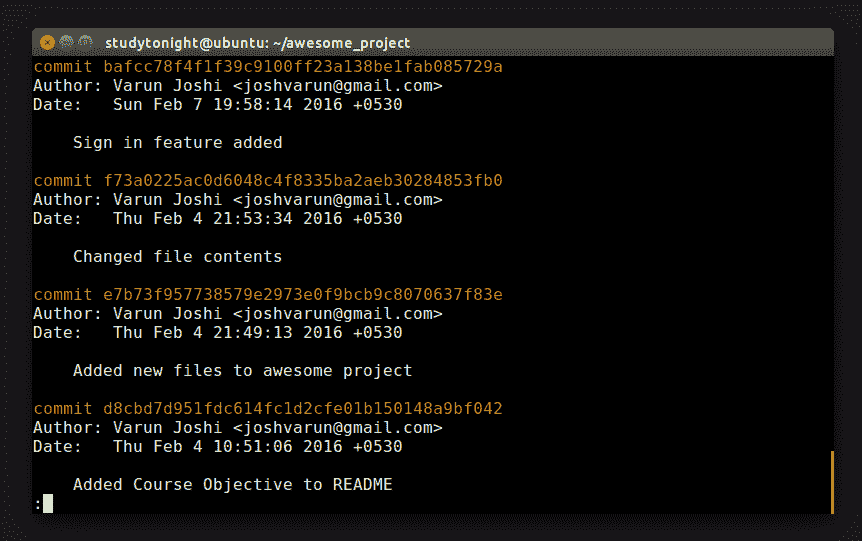 studytonight@ubuntu: ~/awesome_project
commit bafcc78f4f1f39c9100ff23a138be1fab085729a
Author: Varun Joshi <joshvarun@gmail.com>
Date:   Sun Feb 7 19:58:14 2016 +0530
Sign in feature added
commit f73a0225ac0d6048c4f8335ba2aeb30284853fb0
Author: Varun Joshi <joshvarun@gmail.com>
Date:   Thu Feb 4 21:53:34 2016 +0530
Changed file contents
commit e7b73f957738579e2973e0f9bcb9c8070637f83e
Author: Varun Joshi <joshvarun@gmail.com>
Date:   Thu Feb 4 21:49:13 2016 +0530
Added new files to awesome project
commit d8cbd7d951fdc614fc1d2cfe01b150148a9bf042
Author: Varun Joshi <joshvarun@gmail.com>
Date:   Thu Feb 4 10:51:06 2016 +0530
Added Course Objective to README
: